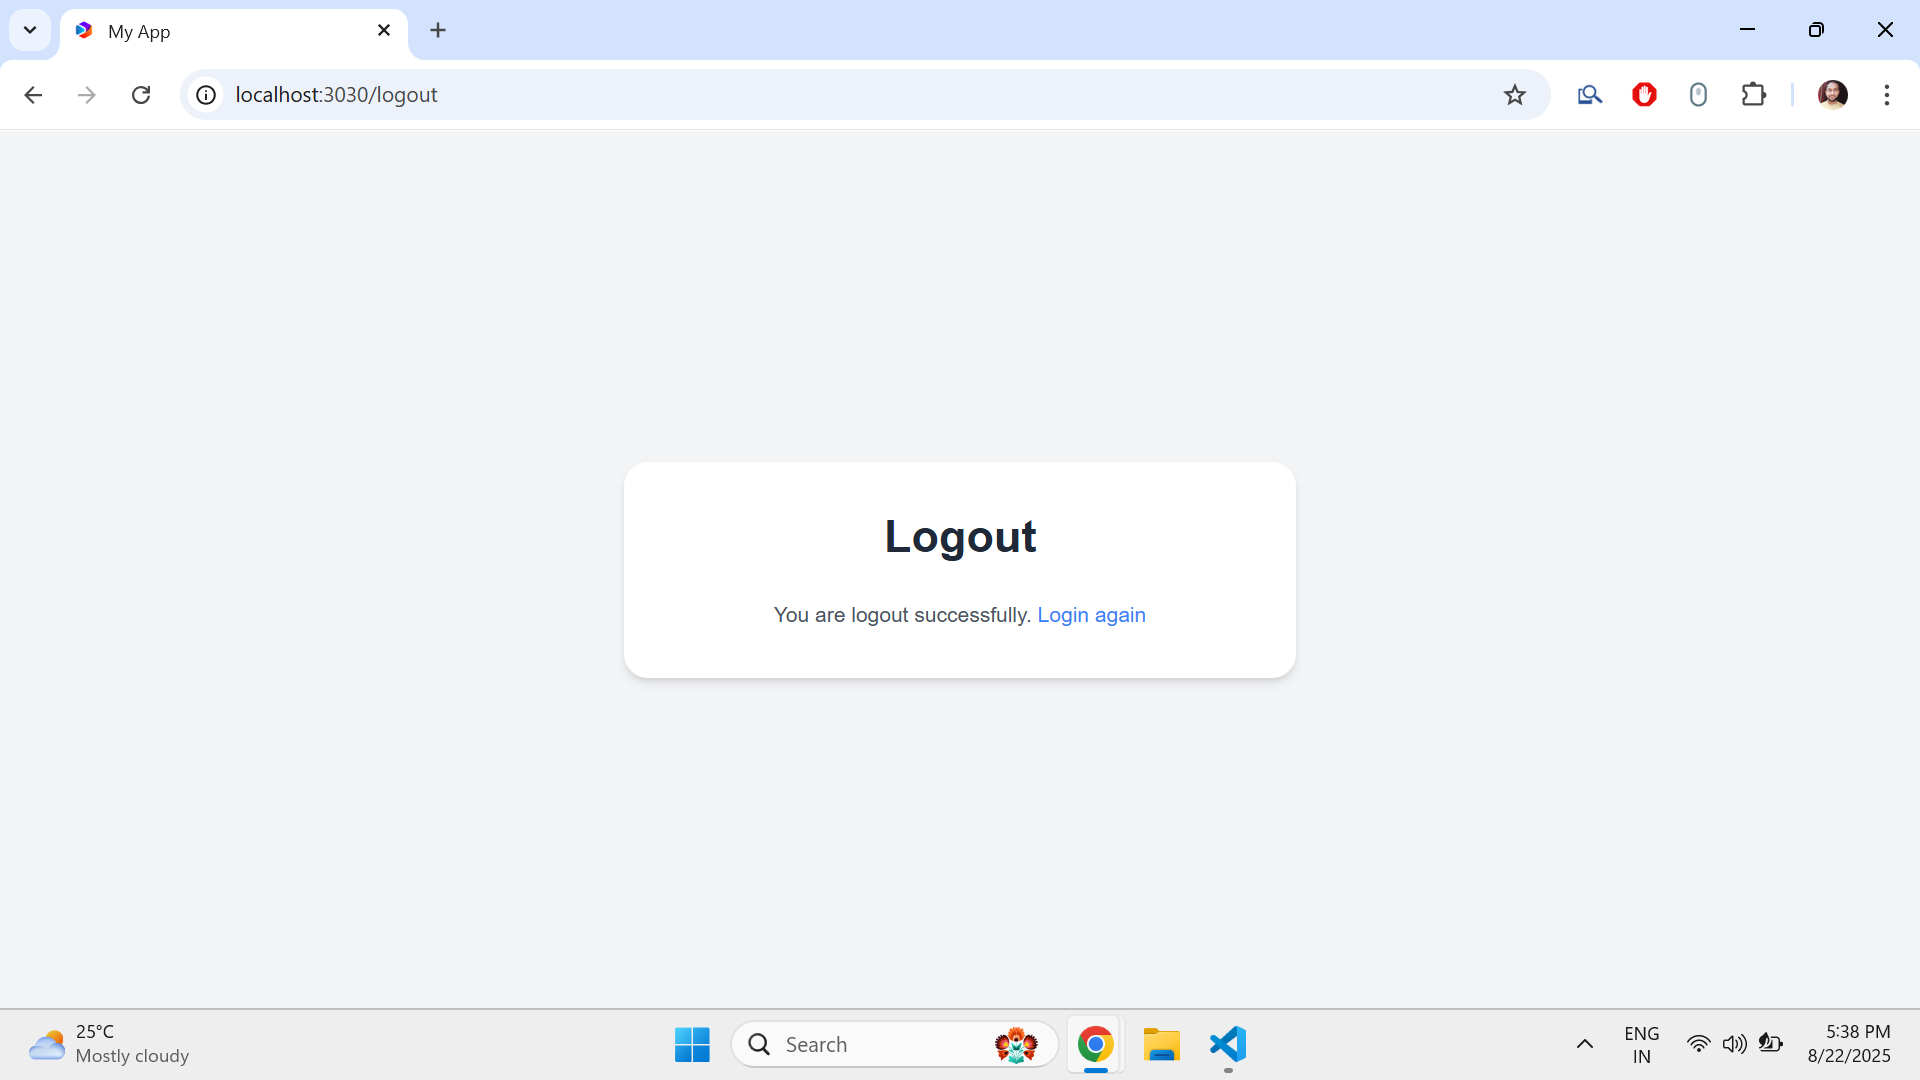 My App
localhost:3030/logout
Logout
You are logout successfully. Login again
25°C
Mostly cloudy
Search
ENG
IN
5:38 PM
8/22/2025